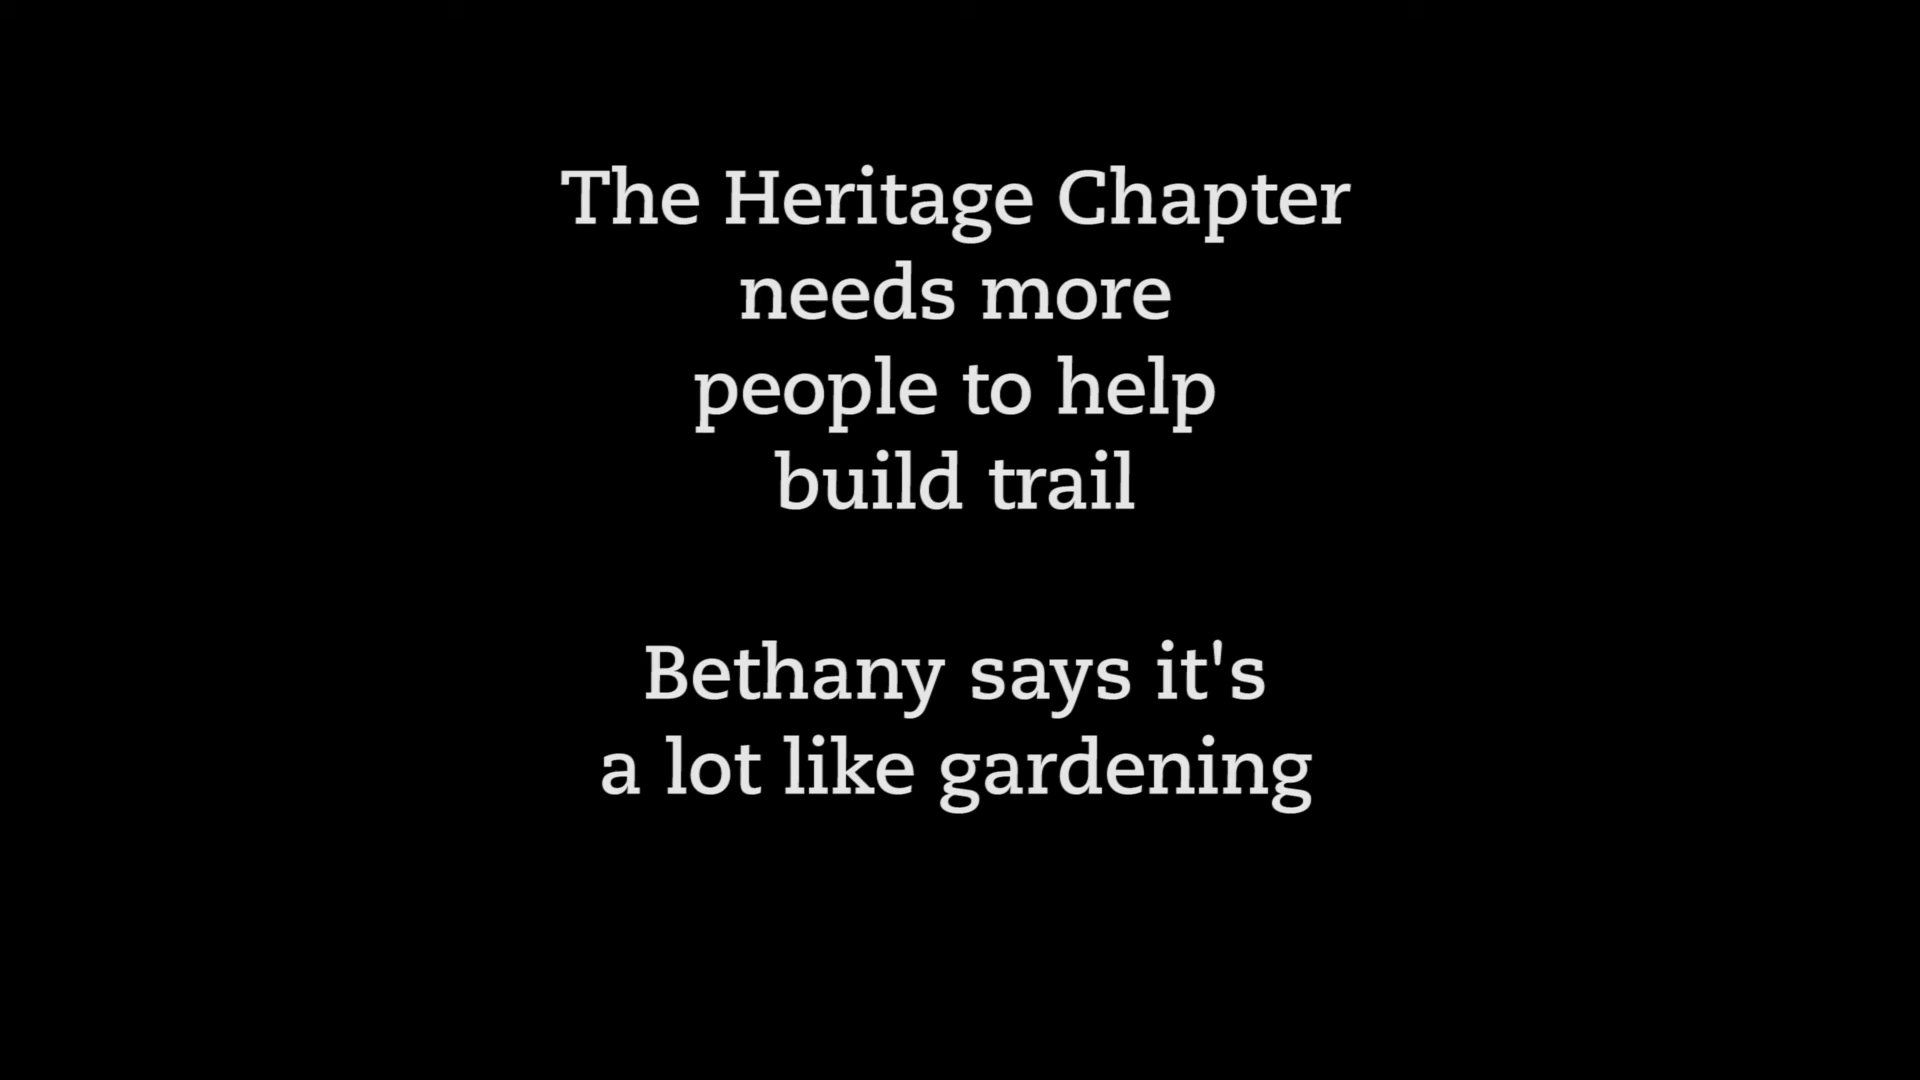 The Heritage Chapter
needs more
people to help
build trail
Bethany says it's
a lot like gardening